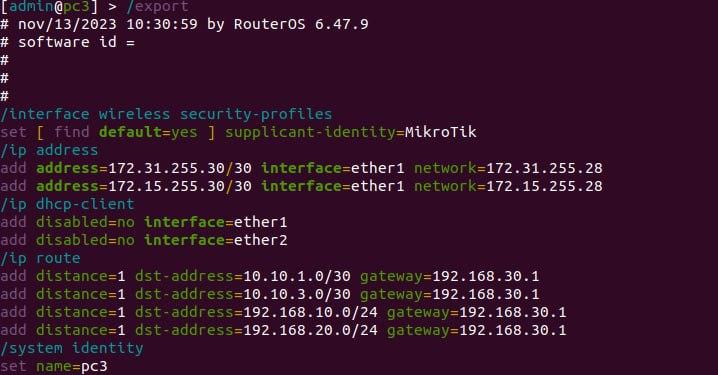 [admin@pc3] > /export
# nov/13/2023 10:30:59 by RouterOS 6.47.9
# software id =
#
#
#
/interface wireless security-profiles
set [ find default=yes ] supplicant-identity=MikroTik
/ip address
add address=172.31.255.30/30 interface=ether1 network=172.31.255.28
add address=172.15.255.30/30 interface=ether1 network=172.15.255.28
/ip dhcp-client
add disabled=no interface=ether1
add disabled=no interface=ether2
/ip route
add distance=1 dst-address=10.10.1.0/30 gateway=192.168.30.1
add distance=1 dst-address=10.10.3.0/30 gateway=192.168.30.1
add distance=1 dst-address=192.168.10.0/24 gateway=192.168.30.1
add distance=1 dst-address=192.168.20.0/24 gateway=192.168.30.1
/system identity
set name=pc3